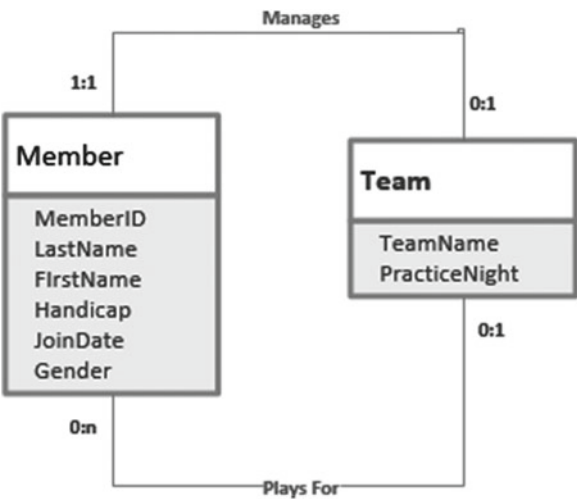 Manages
1:1
0:1
Member
Team
MemberID
LastName
FIrstName
Handicap
JoinDate
Gender
TeamName
PracticeNight
0:1
0:n
Plays For